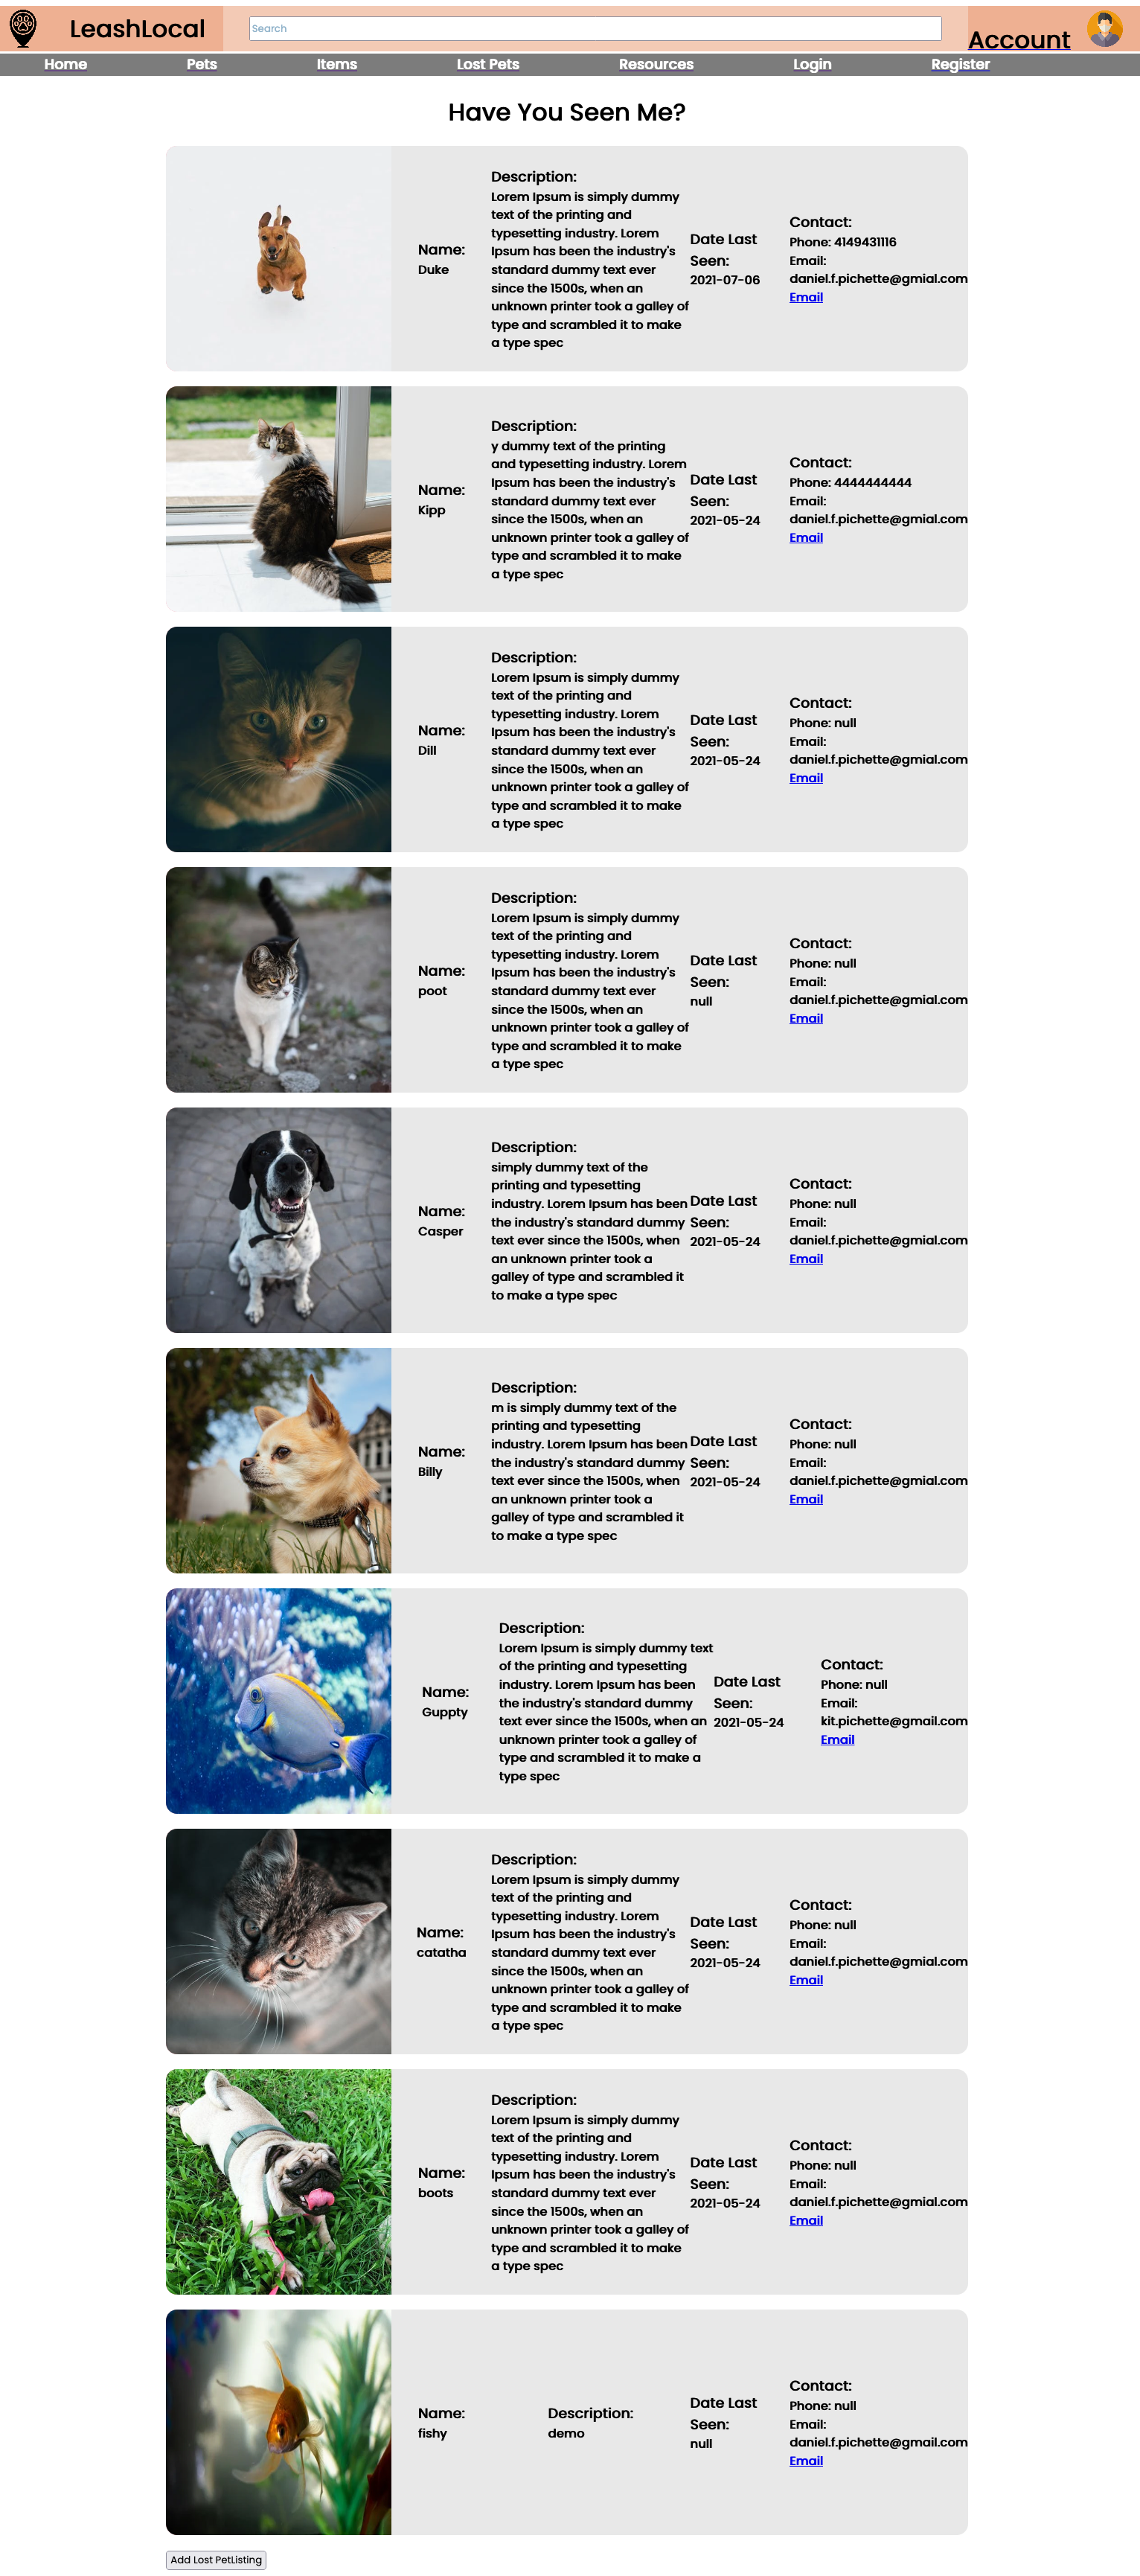 LeashLocal
Search
Account
Home Pets Items Lost Pets Resources Login Register
Have You Seen Me?
Name:
Duke
Description:
Lorem Ipsum is simply dummy
text of the printing and
typesetting industry. Lorem
Ipsum has been the industry's
standard dummy text ever
since the 1500s, when an
unknown printer took a galley of
type and scrambled it to make
a type spec
Date Last
Seen:
2021-07-06
Contact:
Phone: 4149431116
Email:
daniel.f.pichette@gmial.com
Email
Name:
Kipp
Description:
y dummy text of the printing
and typesetting industry. Lorem
Ipsum has been the industry's
standard dummy text ever
since the 1500s, when an
unknown printer took a galley of
type and scrambled it to make
a type spec
Date Last
Seen:
2021-05-24
Contact:
Phone: 4444444444
Email:
daniel.f.pichette@gmial.com
Email
Name:
Dill
Description:
Lorem Ipsum is simply dummy
text of the printing and
typesetting industry. Lorem
Ipsum has been the industry's
standard dummy text ever
since the 1500s, when an
unknown printer took a galley of
type and scrambled it to make
a type spec
Date Last
Seen:
2021-05-24
Contact:
Phone: null
Email:
daniel.f.pichette@gmial.com
Email
Name:
poot
Description:
Lorem Ipsum is simply dummy
text of the printing and
typesetting industry. Lorem
Ipsum has been the industry's
standard dummy text ever
since the 1500s, when an
unknown printer took a galley of
type and scrambled it to make
a type spec
Date Last
Seen:
null
Contact:
Phone: null
Email:
daniel.f.pichette@gmial.com
Email
Name:
Casper
Description:
simply dummy text of the
printing and typesetting
industry. Lorem Ipsum has been
the industry's standard dummy
text ever since the 1500s, when
an unknown printer took a
galley of type and scrambled it
to make a type spec
Date Last
Seen:
2021-05-24
Contact:
Phone: null
Email:
daniel.f.pichette@gmial.com
Email
Name:
Billy
Description:
m is simply dummy text of the
printing and typesetting
industry. Lorem Ipsum has been
the industry's standard dummy
text ever since the 1500s, when
an unknown printer took a
galley of type and scrambled it
to make a type spec
Date Last
Seen:
2021-05-24
Contact:
Phone: null
Email:
daniel.f.pichette@gmial.com
Email
Name:
Guppty
Description:
Lorem Ipsum is simply dummy text
of the printing and typesetting
industry. Lorem Ipsum has been
the industry's standard dummy
text ever since the 1500s, when an
unknown printer took a galley of
type and scrambled it to make a
type spec
Date Last
Seen:
2021-05-24
Contact:
Phone: null
Email:
kit.pichette@gmail.com
Email
Name:
catatha
Description:
Lorem Ipsum is simply dummy
text of the printing and
typesetting industry. Lorem
Ipsum has been the industry's
standard dummy text ever
since the 1500s, when an
unknown printer took a galley of
type and scrambled it to make
a type spec
Date Last
Seen:
2021-05-24
Contact:
Phone: null
Email:
daniel.f.pichette@gmial.com
Email
Name:
boots
Description:
Lorem Ipsum is simply dummy
text of the printing and
typesetting industry. Lorem
Ipsum has been the industry's
standard dummy text ever
since the 1500s, when an
unknown printer took a galley of
type and scrambled it to make
a type spec
Date Last
Seen:
2021-05-24
Contact:
Phone: null
Email:
daniel.f.pichette@gmial.com
Email
Name:
fishy
Description:
demo
Date Last
Seen:
null
Contact:
Phone: null
Email:
daniel.f.pichette@gmail.com
Email
Add Lost PetListing